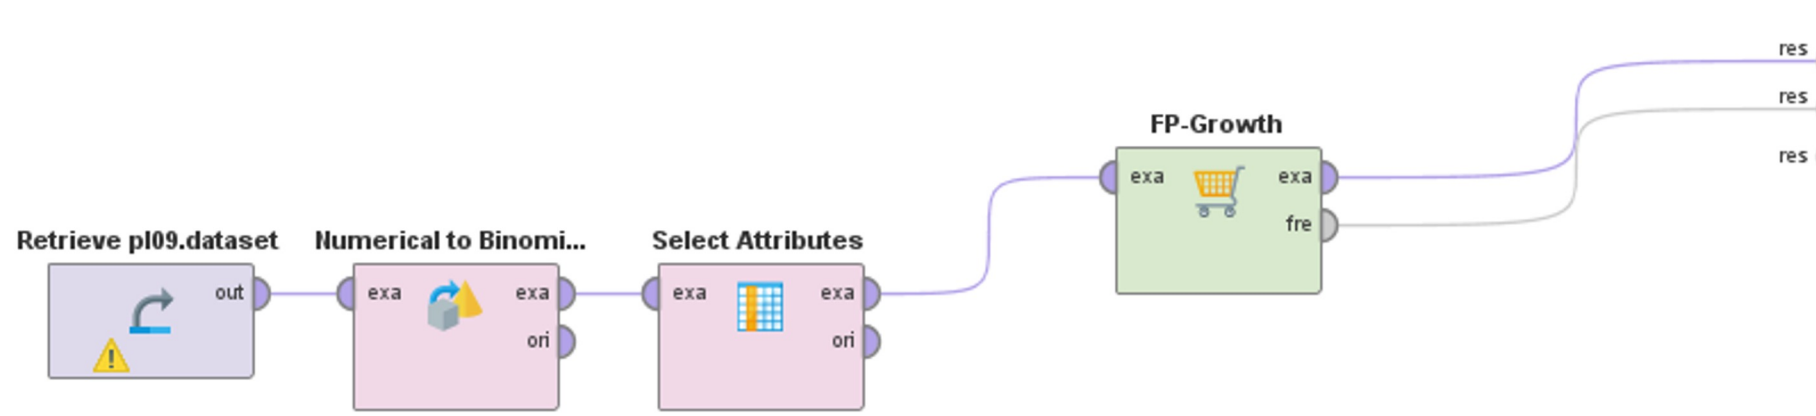 res
res
FP-Growth
res
exa
exa
fre
Retrieve pl09.dataset
Numerical to Binomi...
Select Attributes
out
exa
exa
exa
exa
ori
ori